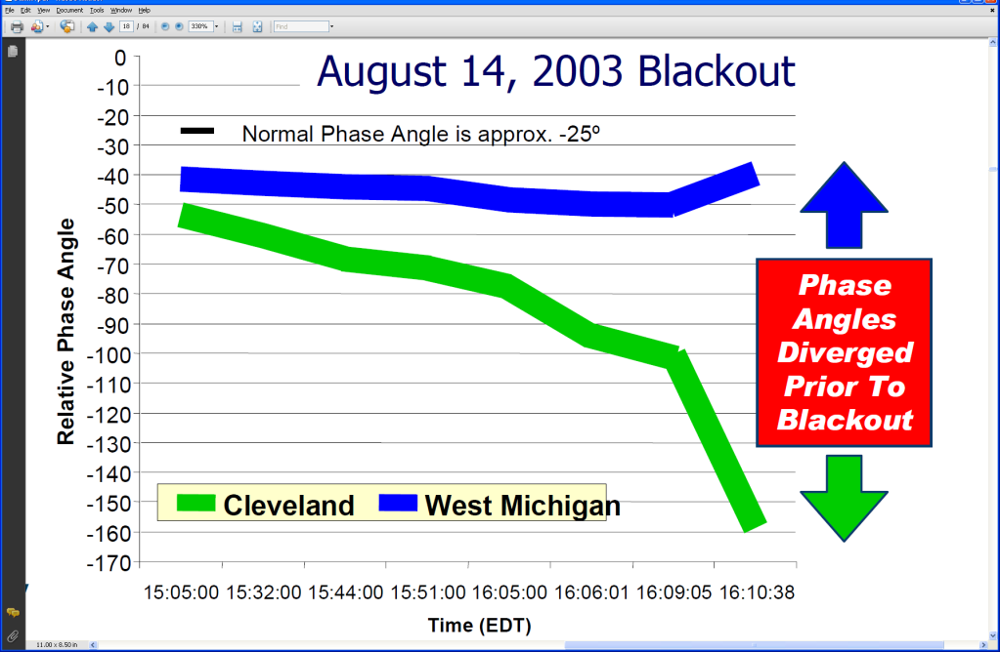 File Edit View Document Tools Window Help
18 / 84 330% Find
August 14, 2003 Blackout
Normal Phase Angle is approx. -25º
0
-10
-20
-30
-40
-50
-60
-70
-80
-90
-100
-110
-120
-130
-140
-150
-160
-170
Relative Phase Angle
Phase
Angles
Diverged
Prior To
Blackout
Cleveland West Michigan
15:05:00 15:32:00 15:44:00 15:51:00 16:05:00 16:06:01 16:09:05 16:10:38
Time (EDT)
11.00 x 8.50 in